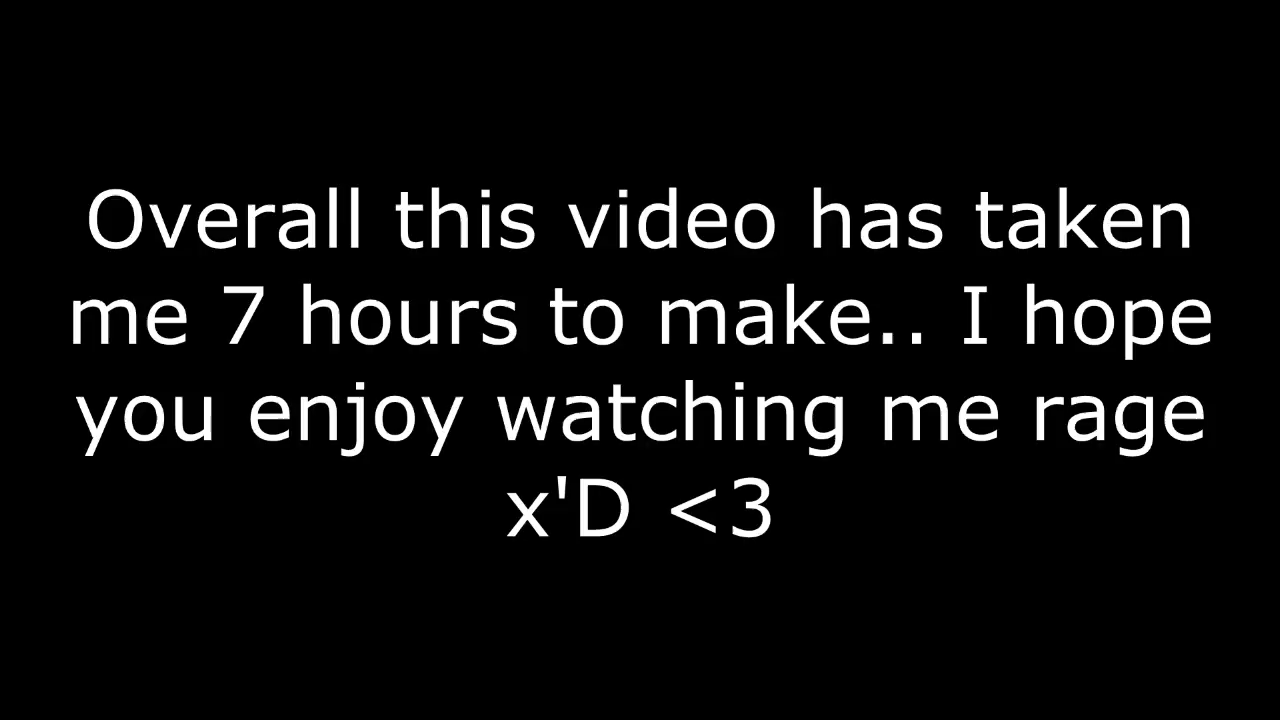 Overall this video has taken
me 7 hours to make.. I hope
you enjoy watching me rage
x'D <3